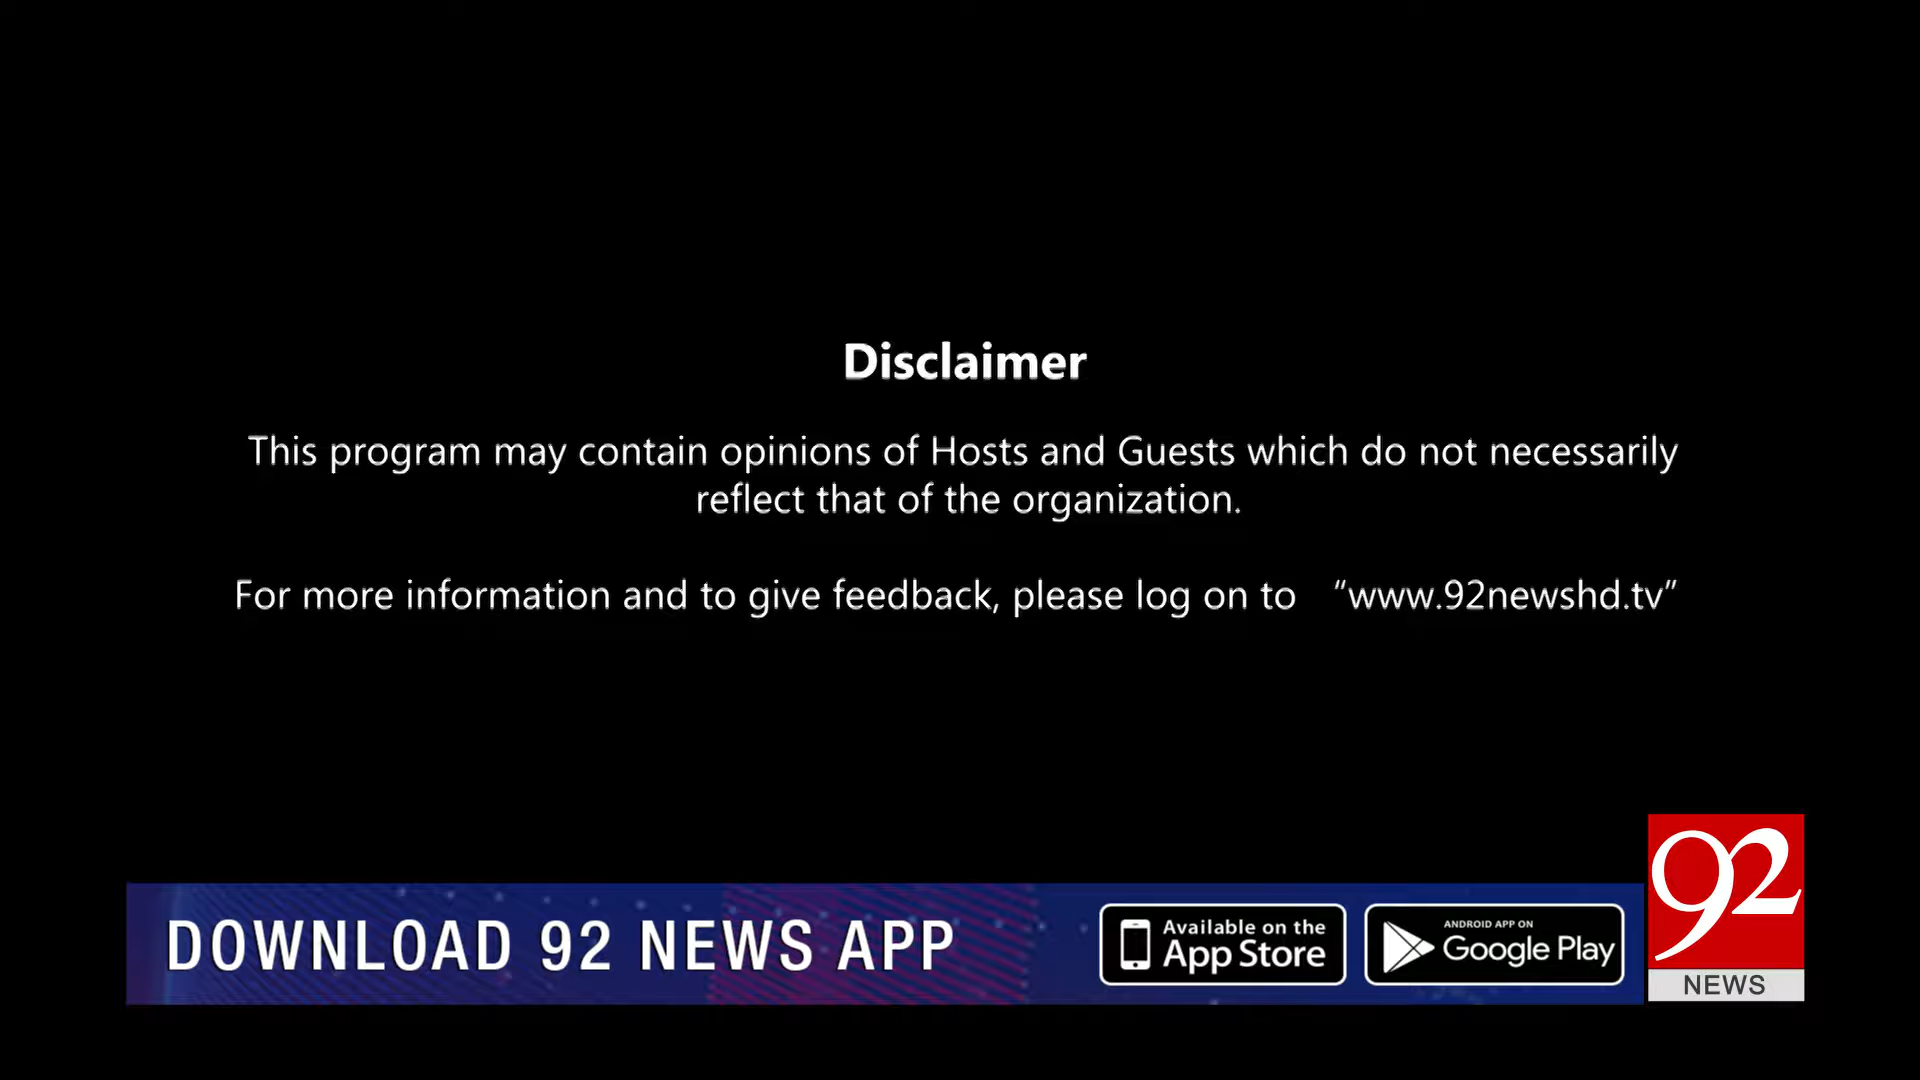 Disclaimer
This program may contain opinions of Hosts and Guests which do not necessarily
reflect that of the organization.
For more information and to give feedback, please log on to “www.92newshd.tv”
DOWNLOAD 92 NEWS APP
Available on the
App Store
ANDROID APP ON
Google Play
92
NEWS